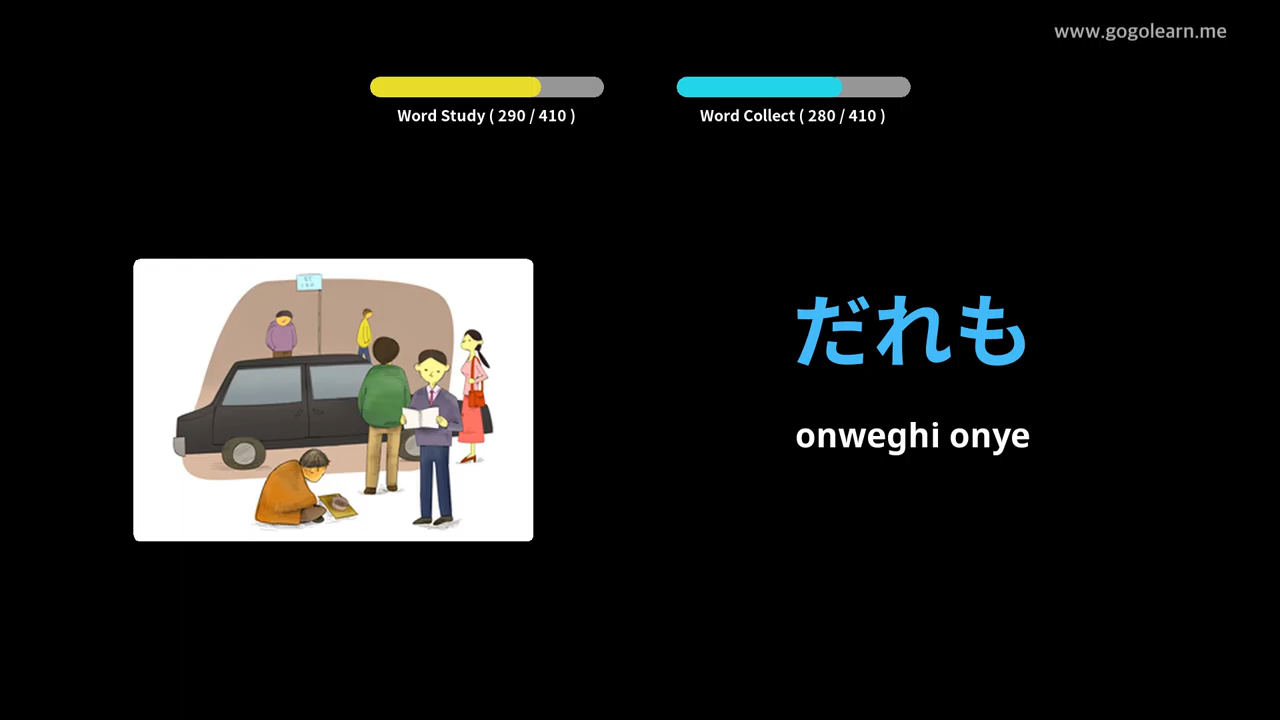 www.gogolearn.me
Word Study ( 290 / 410 )
Word Collect ( 280 / 410 )
だれも
onweghi onye